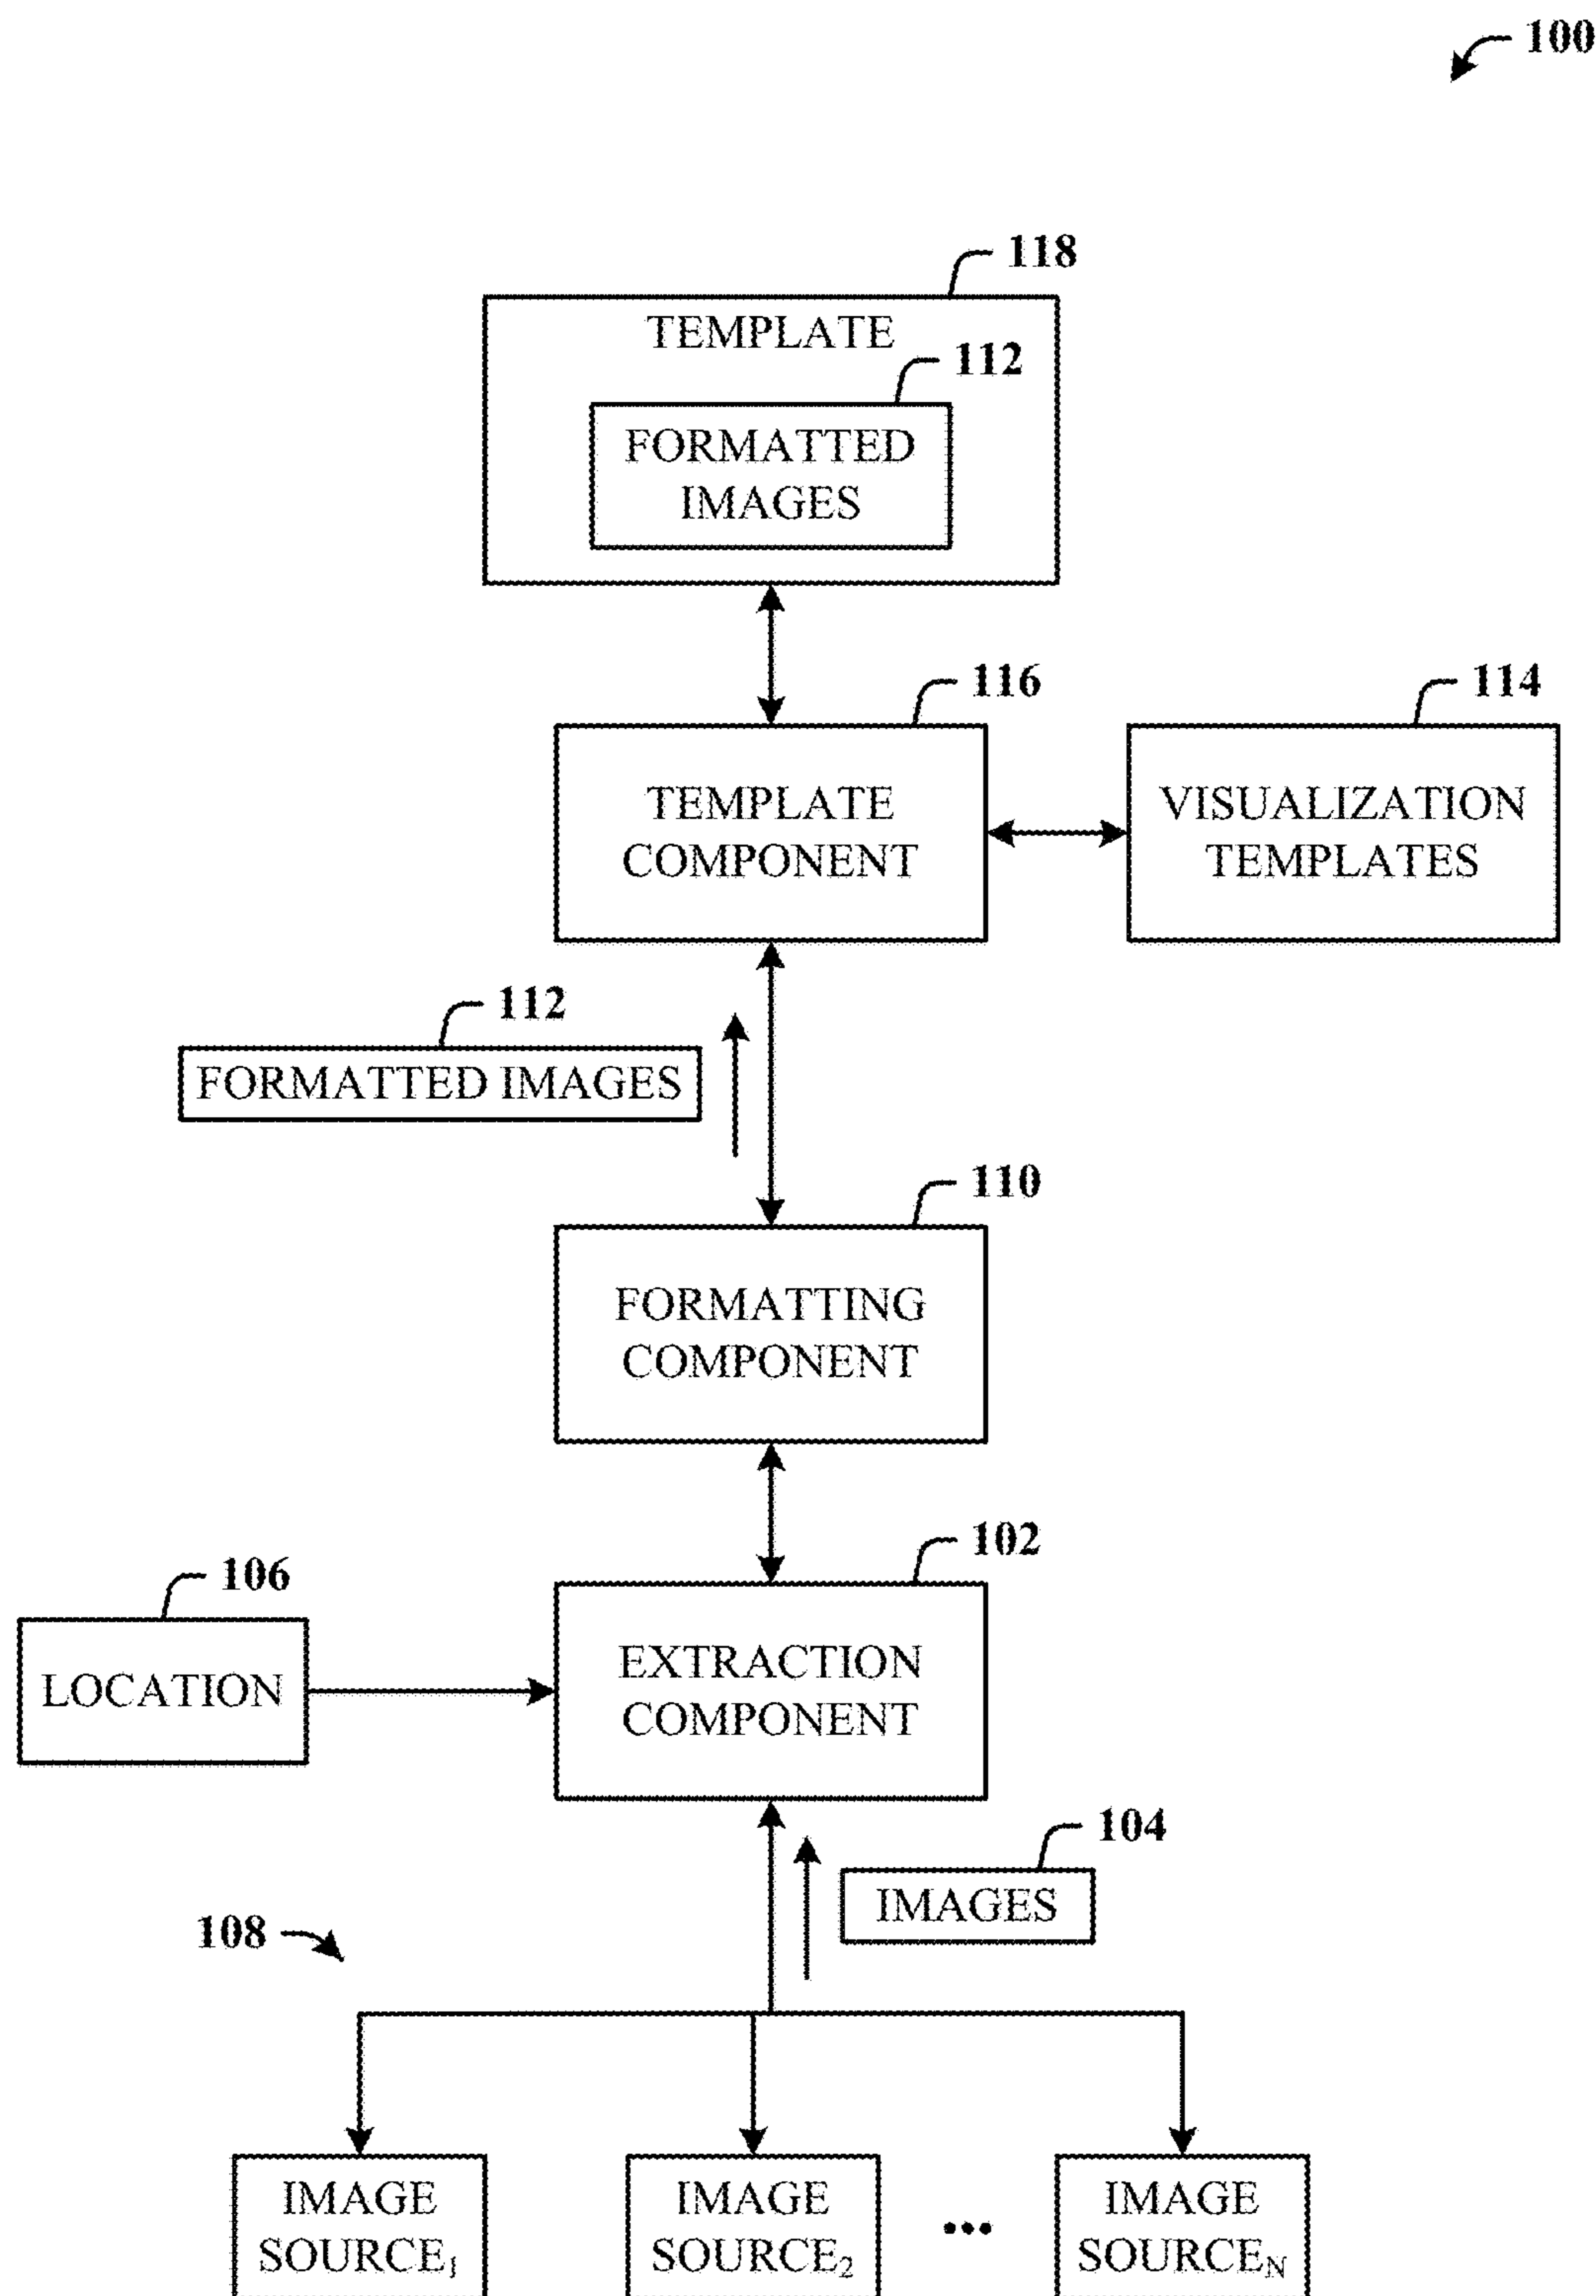 100
118
TEMPLATE
112
FORMATTED
IMAGES
116
114
TEMPLATE
COMPONENT
VISUALIZATION
TEMPLATES
112
FORMATTED IMAGES
110
FORMATTING
COMPONENT
102
106
EXTRACTION
COMPONENT
LOCATION
104
IMAGES
108
IMAGE
SOURCE1
IMAGE
SOURCE2
...
IMAGE
SOURCEN